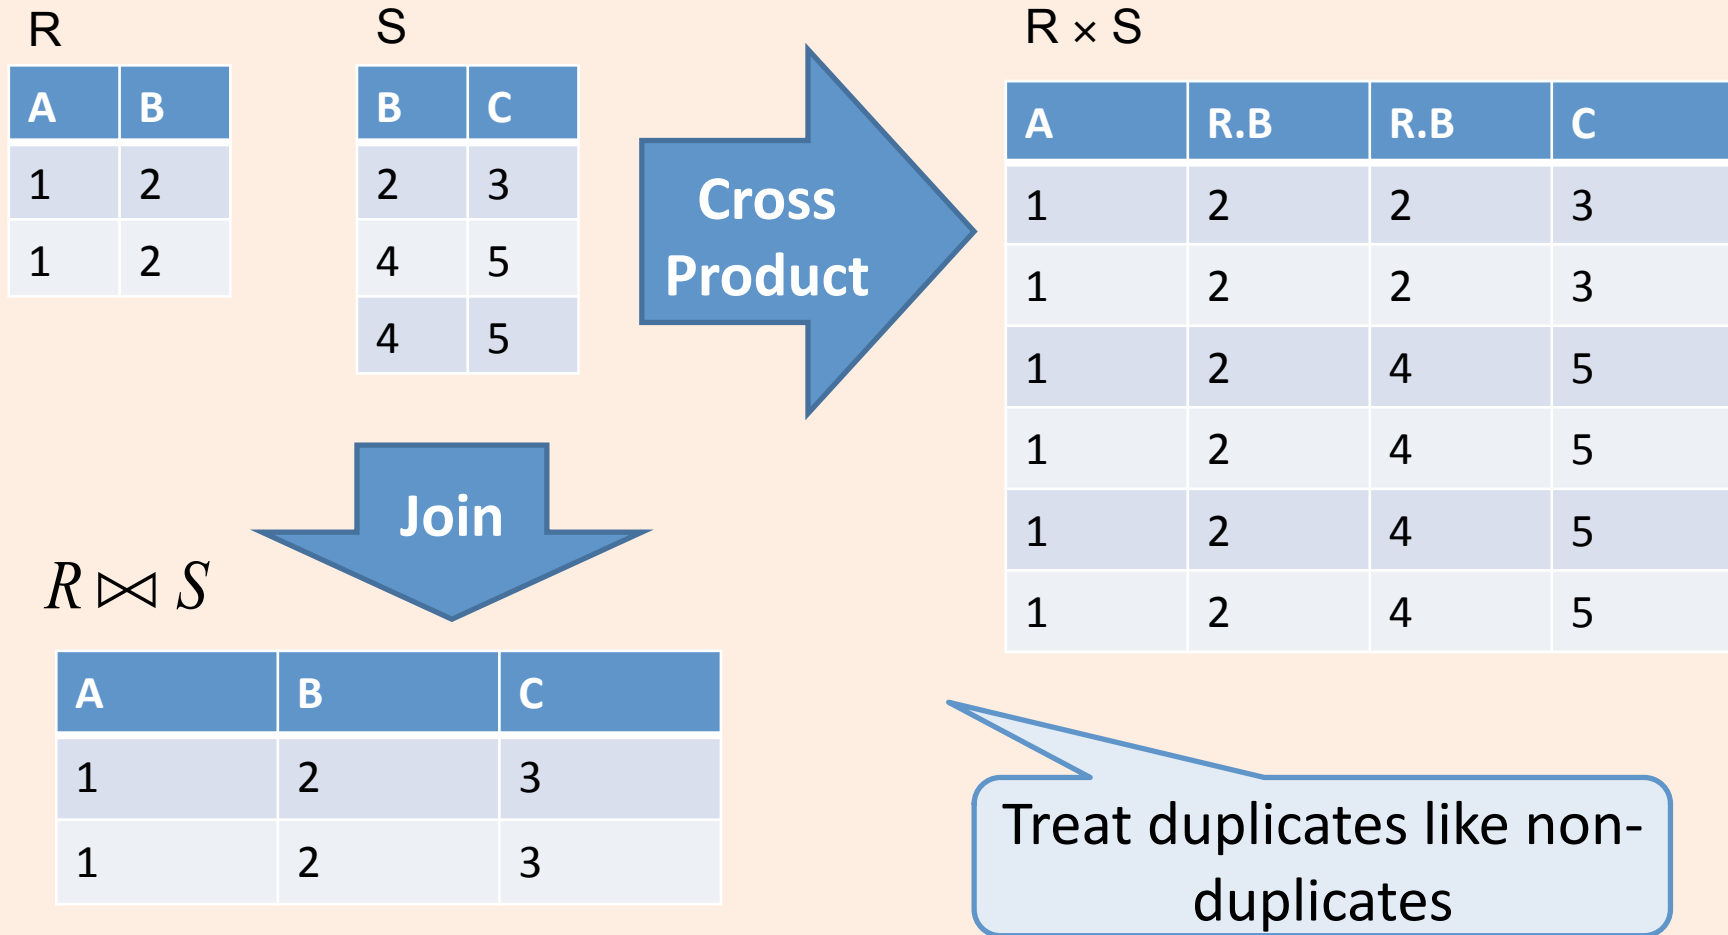 R
A B
1 2
1 2
S
B C
2 3
4 5
4 5
Cross
Product
R × S
A R.B R.B C
1 2 2 3
1 2 2 3
1 2 4 5
1 2 4 5
1 2 4 5
1 2 4 5
Join
R ⋈ S
A B C
1 2 3
1 2 3
Treat duplicates like non-
duplicates